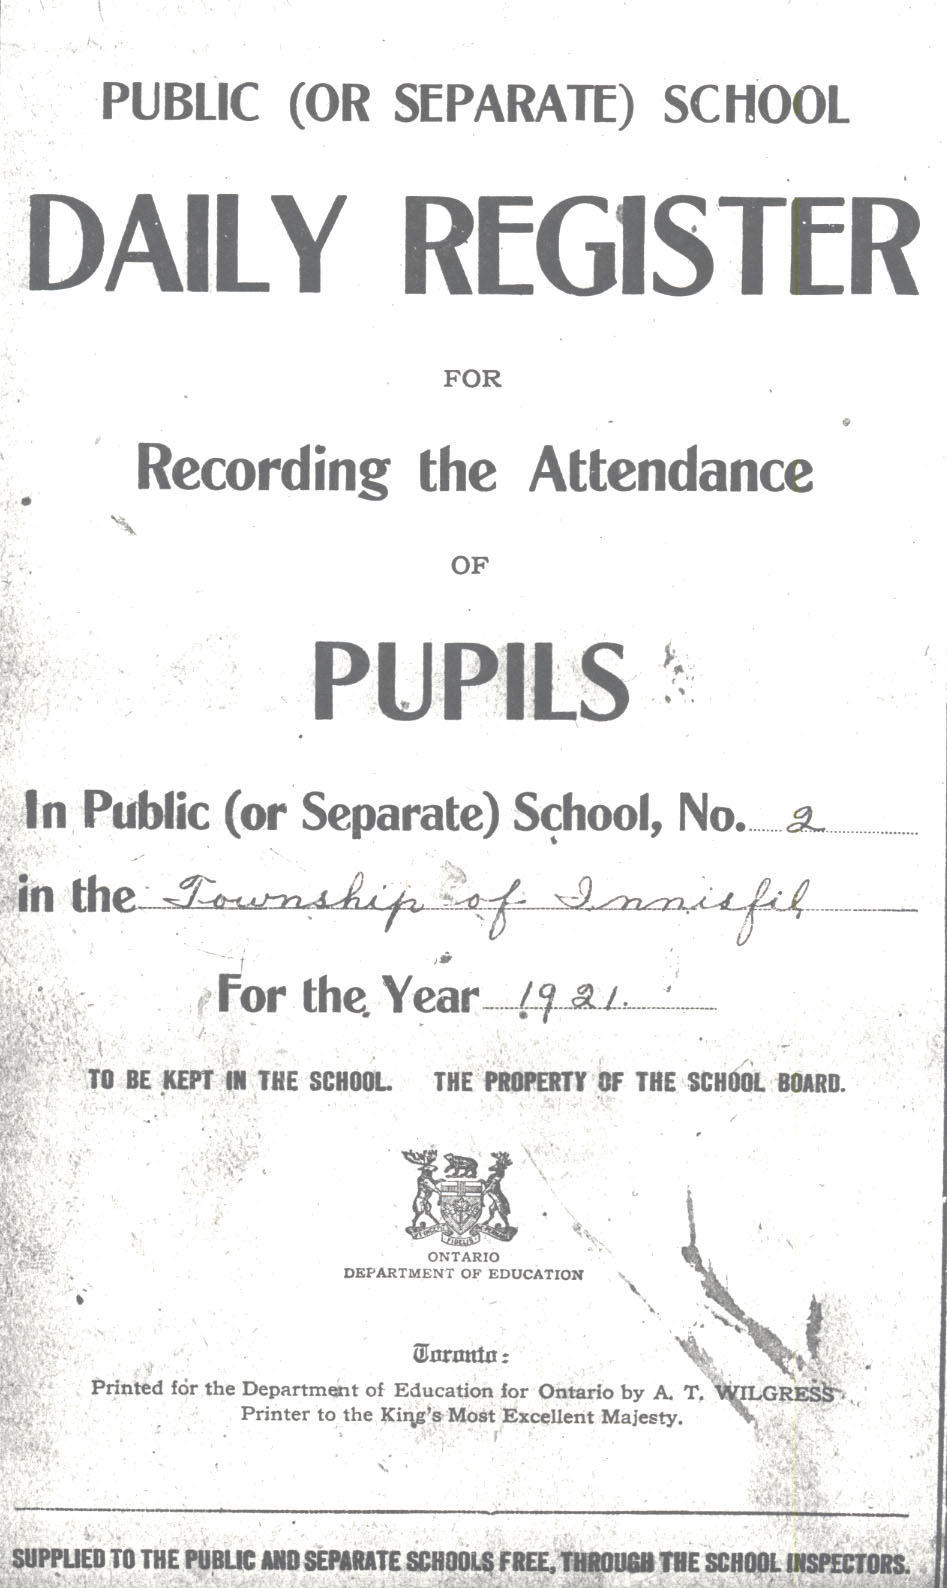 PUBLIC (OR SEPARATE) SCHOOL
DAILY REGISTER
FOR
Recording the Attendance
OF
PUPILS
In Public (or Separate) School, No. 2
in the Township of Innisfil
For the Year 1921.
TO BE KEPT IN THE SCHOOL. THE PROPERTY OF THE SCHOOL BOARD.
FIDELIS
ONTARIO
DEPARTMENT OF EDUCATION
Toronto:
Printed for the Department of Education for Ontario by A. T. WILGRESS
Printer to the King's Most Excellent Majesty.
SUPPLIED TO THE PUBLIC AND SEPARATE SCHOOLS FREE, THROUGH THE SCHOOL INSPECTORS.